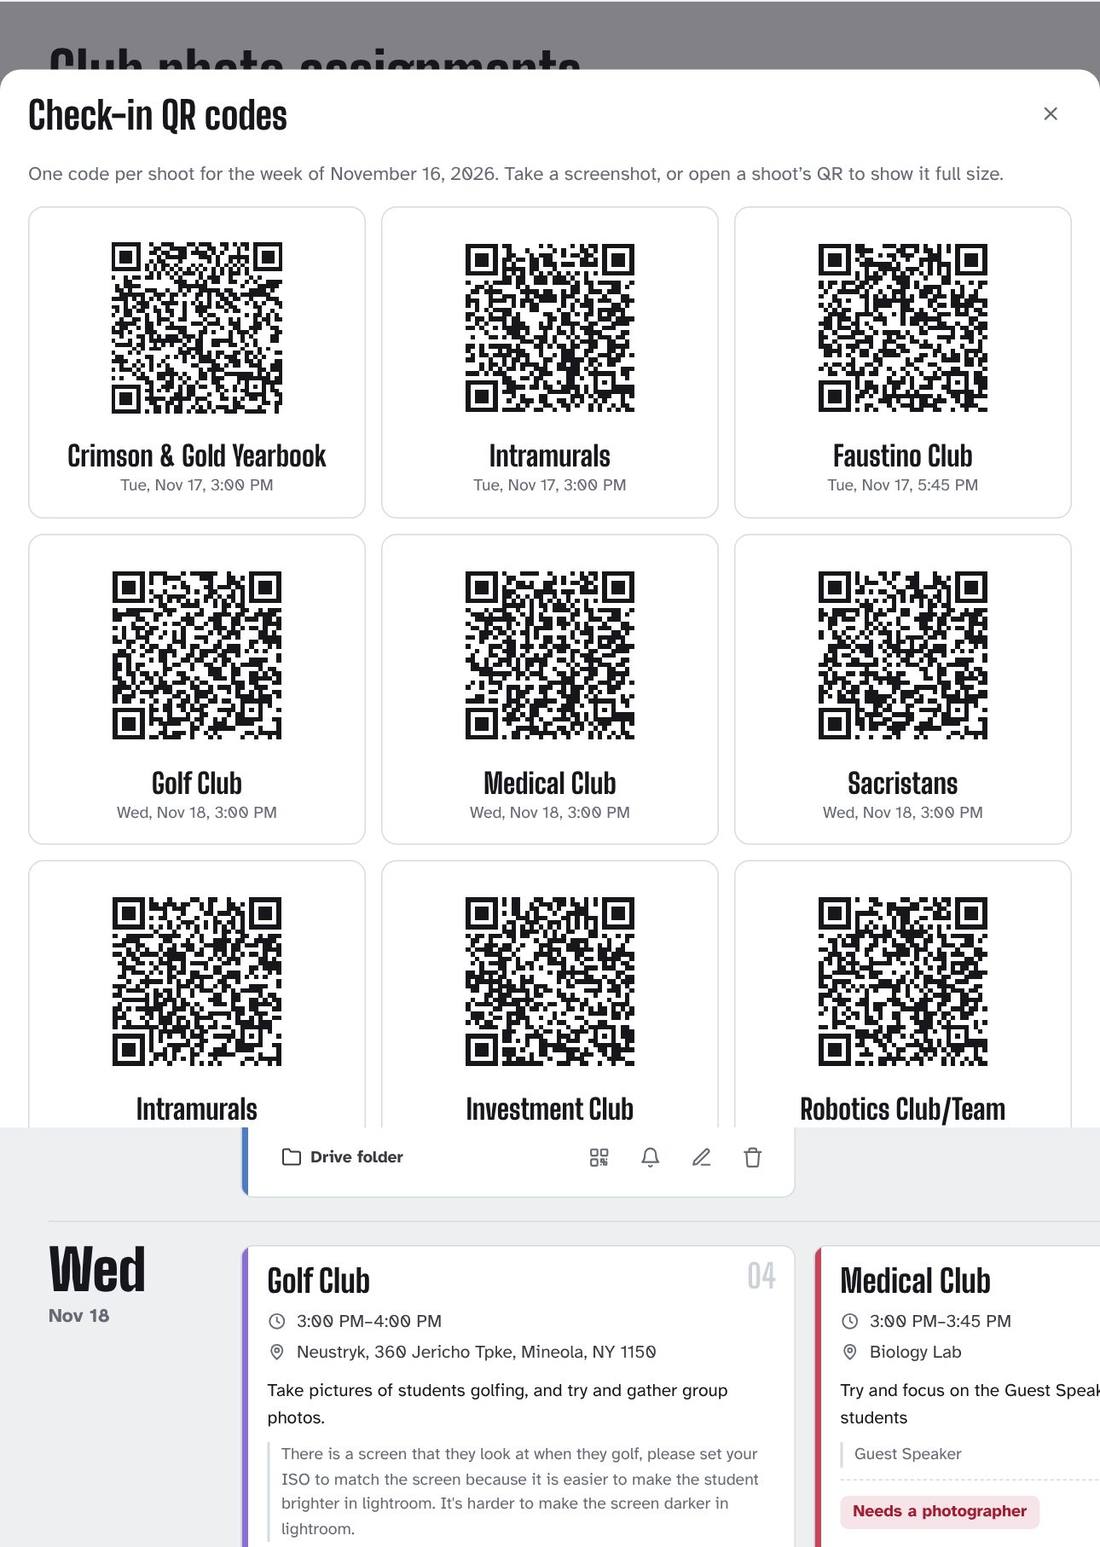 Club photo assignments
Check-in QR codes
One code per shoot for the week of November 16, 2026. Take a screenshot, or open a shoot’s QR to show it full size.
Crimson & Gold Yearbook
Tue, Nov 17, 3:00 PM
Intramurals
Tue, Nov 17, 3:00 PM
Faustino Club
Tue, Nov 17, 5:45 PM
Golf Club
Wed, Nov 18, 3:00 PM
Medical Club
Wed, Nov 18, 3:00 PM
Sacristans
Wed, Nov 18, 3:00 PM
Intramurals
Investment Club
Robotics Club/Team
Drive folder
Wed
Nov 18
Golf Club
04
3:00 PM–4:00 PM
Neustryk, 360 Jericho Tpke, Mineola, NY 1150
Take pictures of students golfing, and try and gather group
photos.
There is a screen that they look at when they golf, please set your
ISO to match the screen because it is easier to make the student
brighter in lightroom. It's harder to make the screen darker in
lightroom.
Medical Club
3:00 PM–3:45 PM
Biology Lab
Try and focus on the Guest Speak
students
Guest Speaker
Needs a photographer